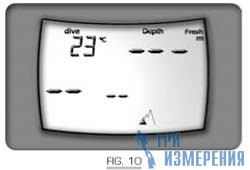 dive Depth Fresh
23°C --- m
-- --
FIG. 10
ТРИ
ИЗМЕРЕНИЯ